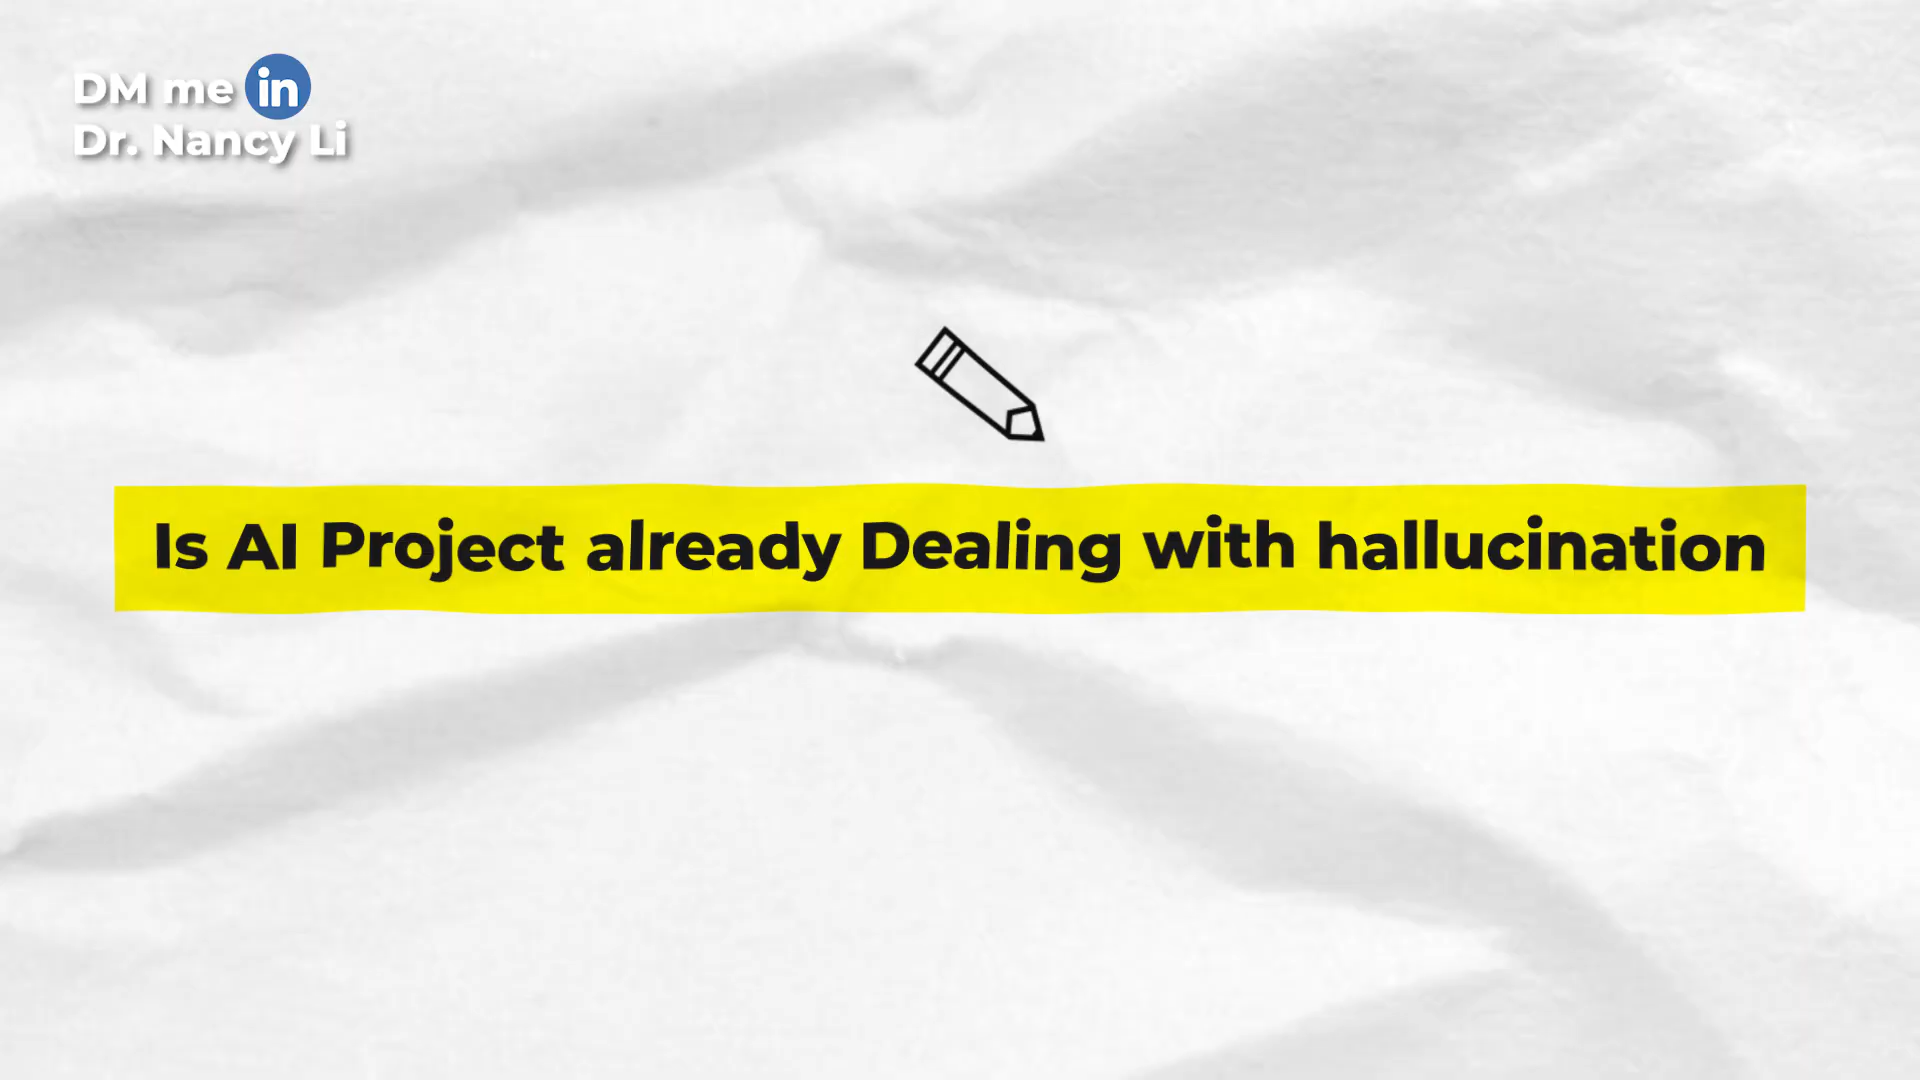 DM me in
Dr. Nancy Li
Is AI Project already Dealing with hallucination